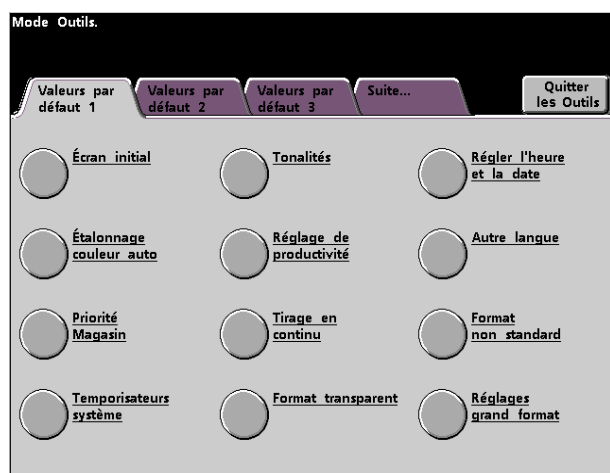 Mode Outils.
Valeurs par
défaut 1
Valeurs par
défaut 2
Valeurs par
défaut 3
Suite...
Quitter
les Outils
Écran initial
Tonalités
Régler l'heure
et la date
Étalonnage
couleur auto
Réglage de
productivité
Autre langue
Priorité
Magasin
Tirage en
continu
Format
non standard
Temporisateurs
système
Format transparent
Réglages
grand format